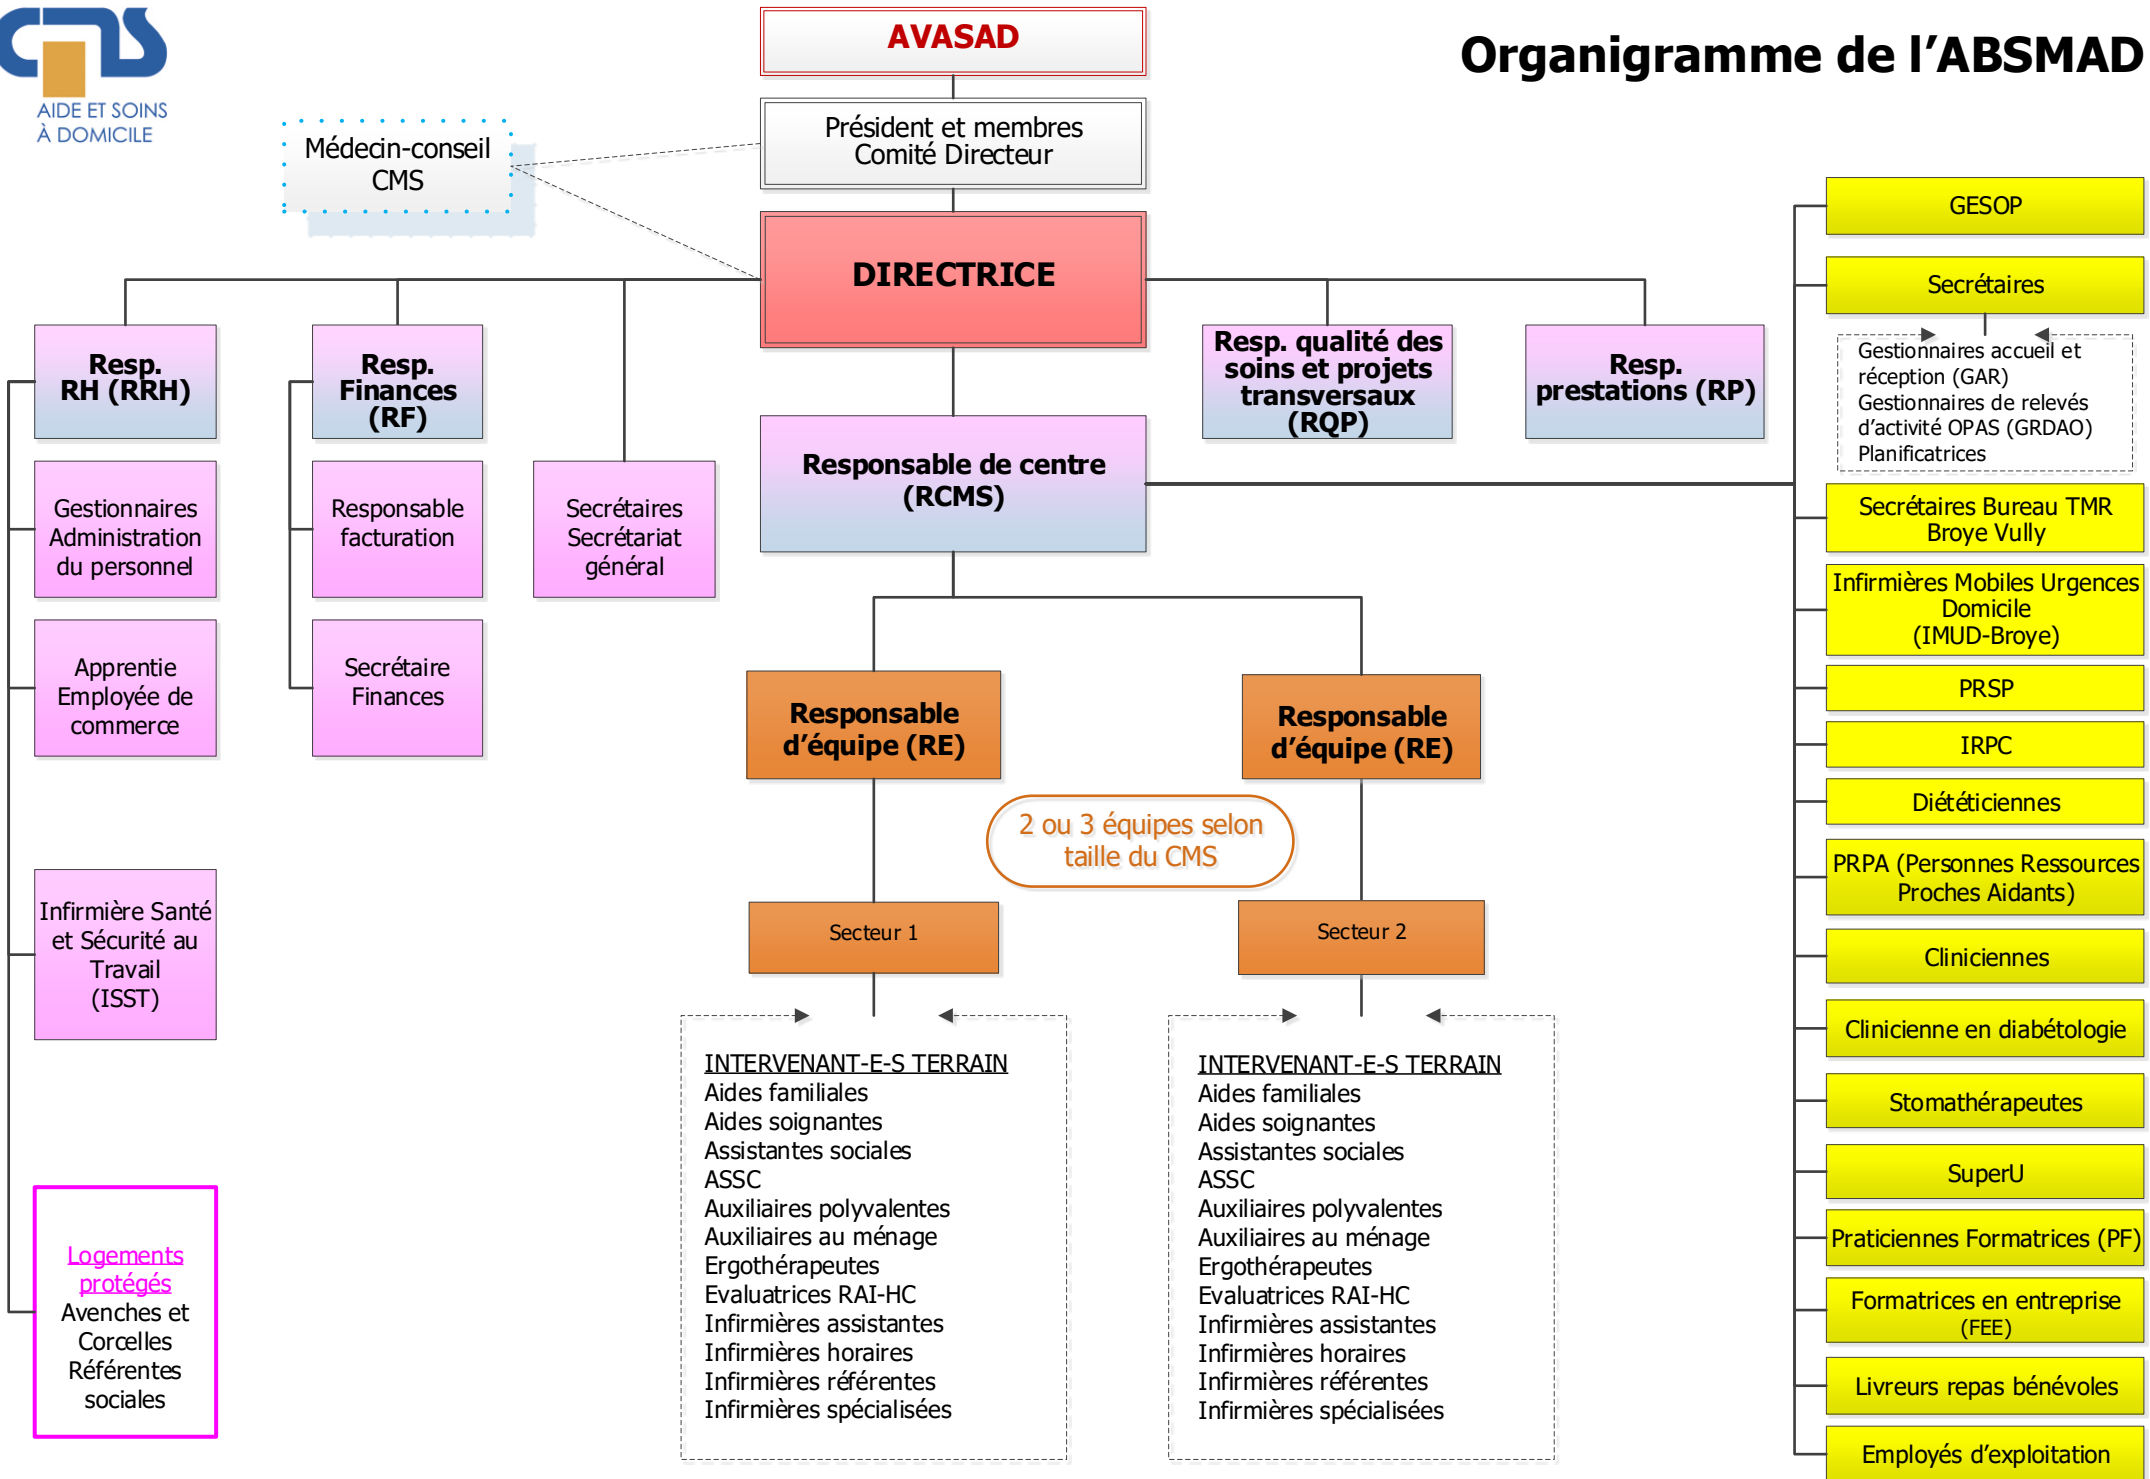 cms
AIDE ET SOINS
À DOMICILE
AVASAD
Organigramme de l’ABSMAD
Président et membres
Comité Directeur
Médecin-conseil
CMS
DIRECTRICE
Resp.
RH (RRH)
Resp.
Finances
(RF)
Resp. qualité des
soins et projets
transversaux
(RQP)
Resp.
prestations (RP)
Gestionnaires
Administration
du personnel
Responsable
facturation
Secrétaires
Secrétariat
général
Responsable de centre
(RCMS)
Apprentie
Employée de
commerce
Secrétaire
Finances
Infirmière Santé
et Sécurité au
Travail
(ISST)
Logements
protégés
Avenches et
Corcelles
Référentes
sociales
Responsable
d’équipe (RE)
Responsable
d’équipe (RE)
2 ou 3 équipes selon
taille du CMS
Secteur 1
Secteur 2
INTERVENANT-E-S TERRAIN
Aides familiales
Aides soignantes
Assistantes sociales
ASSC
Auxiliaires polyvalentes
Auxiliaires au ménage
Ergothérapeutes
Evaluatrices RAI-HC
Infirmières assistantes
Infirmières horaires
Infirmières référentes
Infirmières spécialisées
INTERVENANT-E-S TERRAIN
Aides familiales
Aides soignantes
Assistantes sociales
ASSC
Auxiliaires polyvalentes
Auxiliaires au ménage
Ergothérapeutes
Evaluatrices RAI-HC
Infirmières assistantes
Infirmières horaires
Infirmières référentes
Infirmières spécialisées
GESOP
Secrétaires
Gestionnaires accueil et
réception (GAR)
Gestionnaires de relevés
d’activité OPAS (GRDAO)
Planificatrices
Secrétaires Bureau TMR
Broye Vully
Infirmières Mobiles Urgences
Domicile
(IMUD-Broye)
PRSP
IRPC
Diététiciennes
PRPA (Personnes Ressources
Proches Aidants)
Cliniciennes
Clinicienne en diabétologie
Stomathérapeutes
SuperU
Praticiennes Formatrices (PF)
Formatrices en entreprise
(FEE)
Livreurs repas bénévoles
Employés d’exploitation